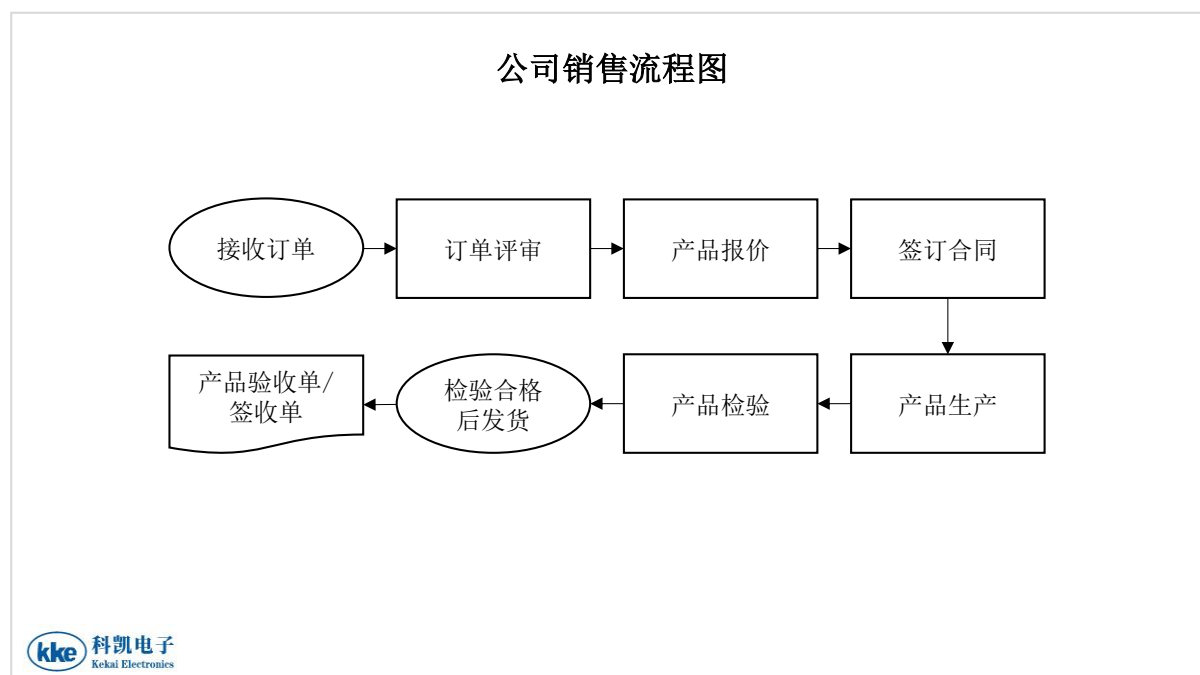 公司销售流程图
接收订单
订单评审
产品报价
签订合同
产品验收单/
签收单
检验合格
后发货
产品检验
产品生产
kke
科凯电子
Kekai Electronics